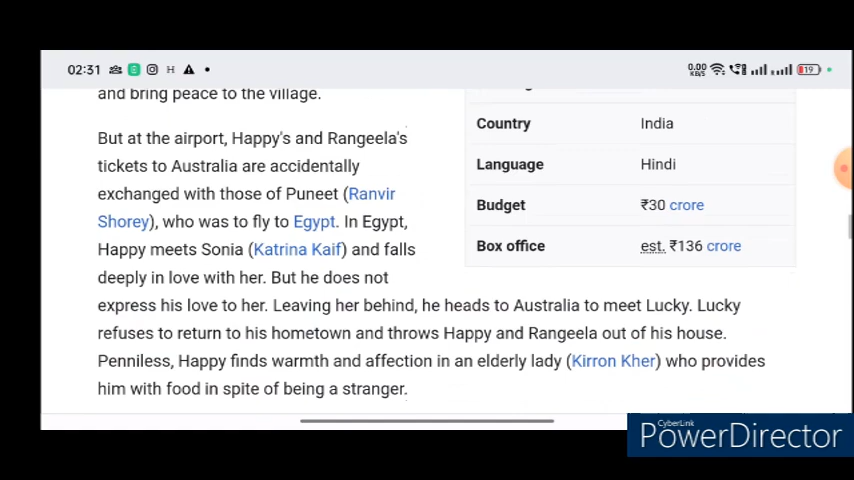 02:31 H 0.00 KB/S 19
and bring peace to the village.
But at the airport, Happy's and Rangeela's
tickets to Australia are accidentally
exchanged with those of Puneet (Ranvir
Shorey), who was to fly to Egypt. In Egypt,
Happy meets Sonia (Katrina Kaif) and falls
deeply in love with her. But he does not
express his love to her. Leaving her behind, he heads to Australia to meet Lucky. Lucky
refuses to return to his hometown and throws Happy and Rangeela out of his house.
Penniless, Happy finds warmth and affection in an elderly lady (Kirron Kher) who provides
him with food in spite of being a stranger.
Country India
Language Hindi
Budget ₹30 crore
Box office est. ₹136 crore
CyberLink
PowerDirector